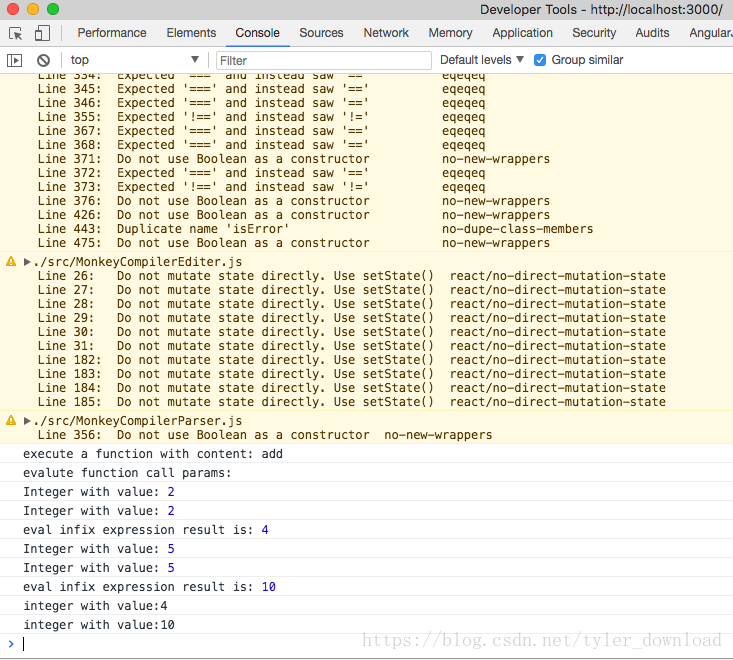 Developer Tools - http://localhost:3000/
Performance Elements Console Sources Network Memory Application Security Audits Angular
top Filter Default levels Group similar
Line 354: Expected '===' and instead saw '==' eqeqeq
Line 345: Expected '===' and instead saw '==' eqeqeq
Line 346: Expected '===' and instead saw '==' eqeqeq
Line 355: Expected '!==' and instead saw '!=' eqeqeq
Line 367: Expected '===' and instead saw '==' eqeqeq
Line 368: Expected '===' and instead saw '==' eqeqeq
Line 371: Do not use Boolean as a constructor no-new-wrappers
Line 372: Expected '===' and instead saw '==' eqeqeq
Line 373: Expected '!==' and instead saw '!=' eqeqeq
Line 376: Do not use Boolean as a constructor no-new-wrappers
Line 426: Do not use Boolean as a constructor no-new-wrappers
Line 443: Duplicate name 'isError' no-dupe-class-members
Line 475: Do not use Boolean as a constructor no-new-wrappers
./src/MonkeyCompilerEditer.js
Line 26: Do not mutate state directly. Use setState() react/no-direct-mutation-state
Line 27: Do not mutate state directly. Use setState() react/no-direct-mutation-state
Line 28: Do not mutate state directly. Use setState() react/no-direct-mutation-state
Line 29: Do not mutate state directly. Use setState() react/no-direct-mutation-state
Line 30: Do not mutate state directly. Use setState() react/no-direct-mutation-state
Line 31: Do not mutate state directly. Use setState() react/no-direct-mutation-state
Line 182: Do not mutate state directly. Use setState() react/no-direct-mutation-state
Line 183: Do not mutate state directly. Use setState() react/no-direct-mutation-state
Line 184: Do not mutate state directly. Use setState() react/no-direct-mutation-state
Line 185: Do not mutate state directly. Use setState() react/no-direct-mutation-state
./src/MonkeyCompilerParser.js
Line 356: Do not use Boolean as a constructor no-new-wrappers
execute a function with content: add
evalute function call params:
Integer with value: 2
Integer with value: 2
eval infix expression result is: 4
Integer with value: 5
Integer with value: 5
eval infix expression result is: 10
integer with value:4
integer with value:10
https://blog.csdn.net/tyler_download